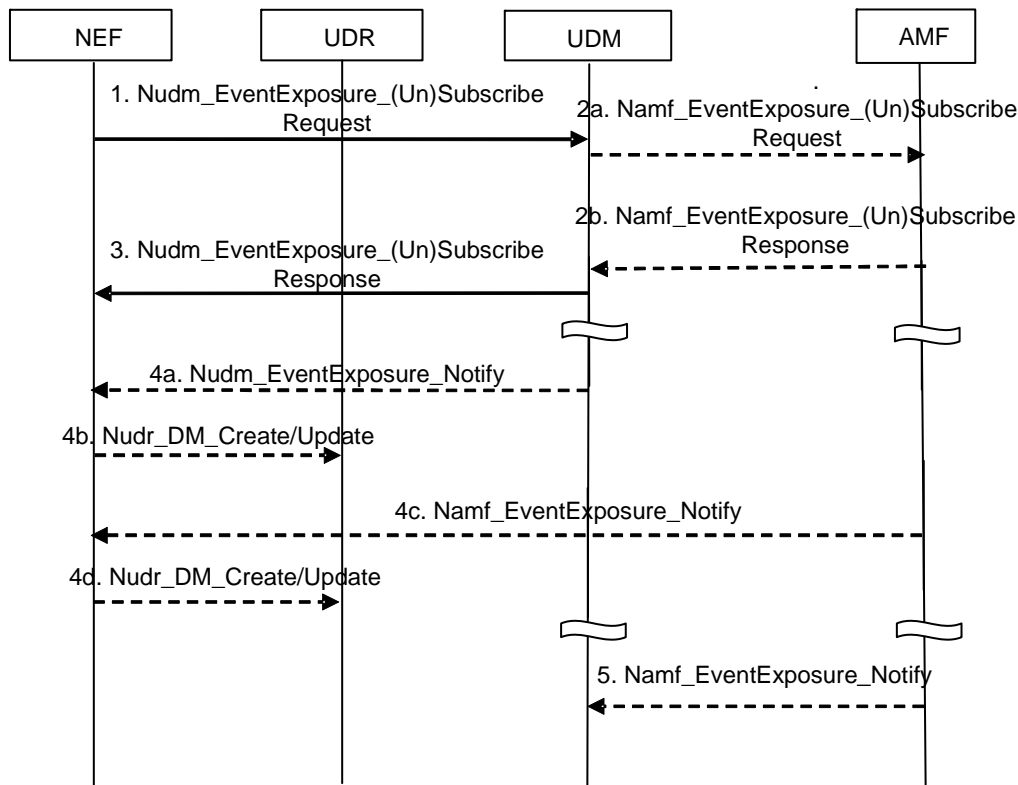 NEF
UDR
UDM
AMF
1. Nudm_EventExposure_(Un)Subscribe
Request
.
2a. Namf_EventExposure_(Un)Subscribe
Request
2b. Namf_EventExposure_(Un)Subscribe
Response
3. Nudm_EventExposure_(Un)Subscribe
Response
4a. Nudm_EventExposure_Notify
4b. Nudr_DM_Create/Update
4c. Namf_EventExposure_Notify
4d. Nudr_DM_Create/Update
5. Namf_EventExposure_Notify